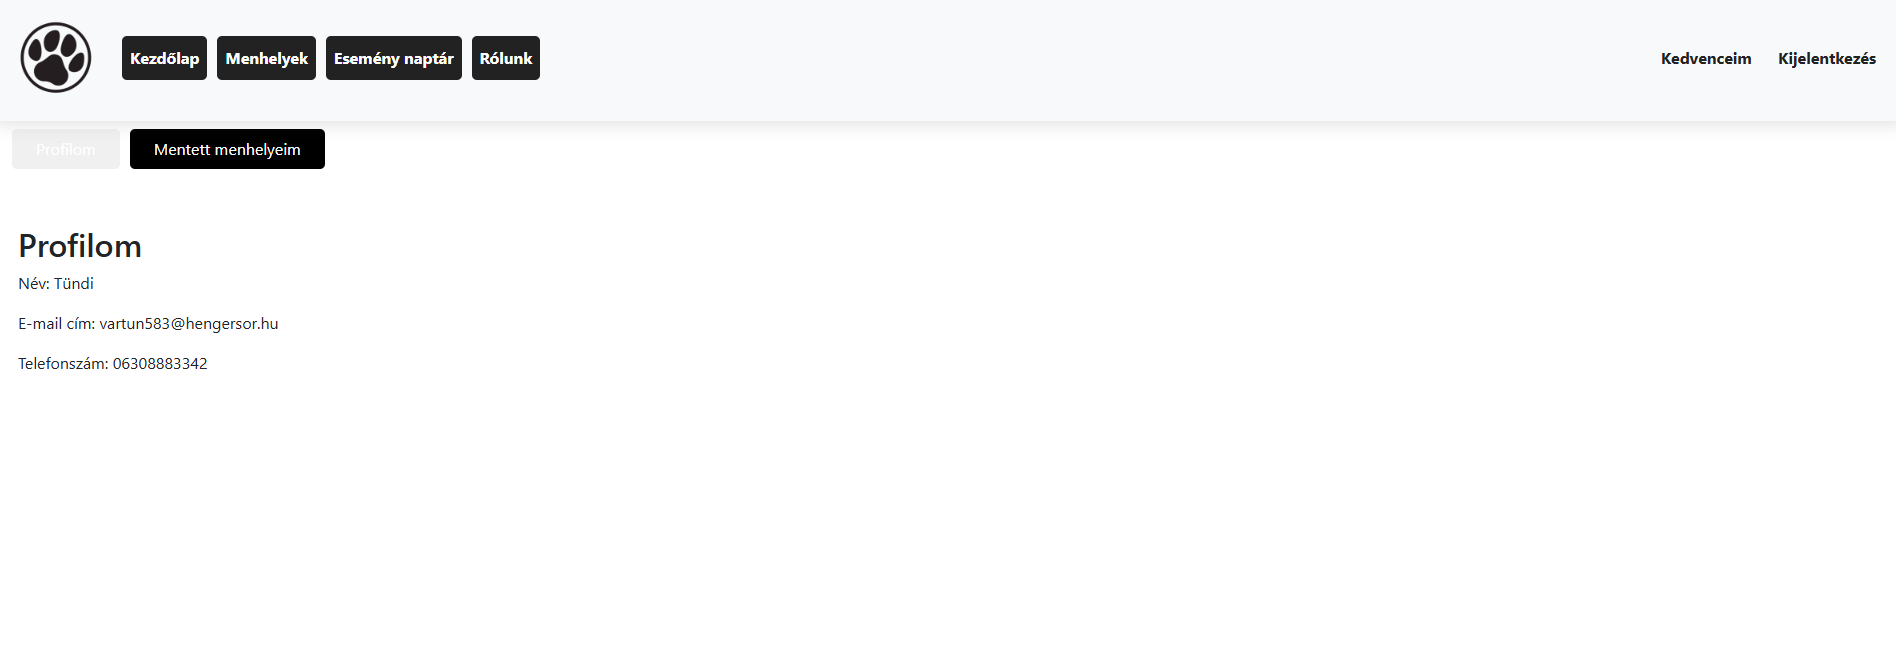 Kezdőlap Menhelyek Esemény naptár Rólunk Kedvenceim Kijelentkezés
Profilom Mentett menhelyeim
Profilom
Név: Tündi
E-mail cím: vartun583@hengersor.hu
Telefonszám: 06308883342